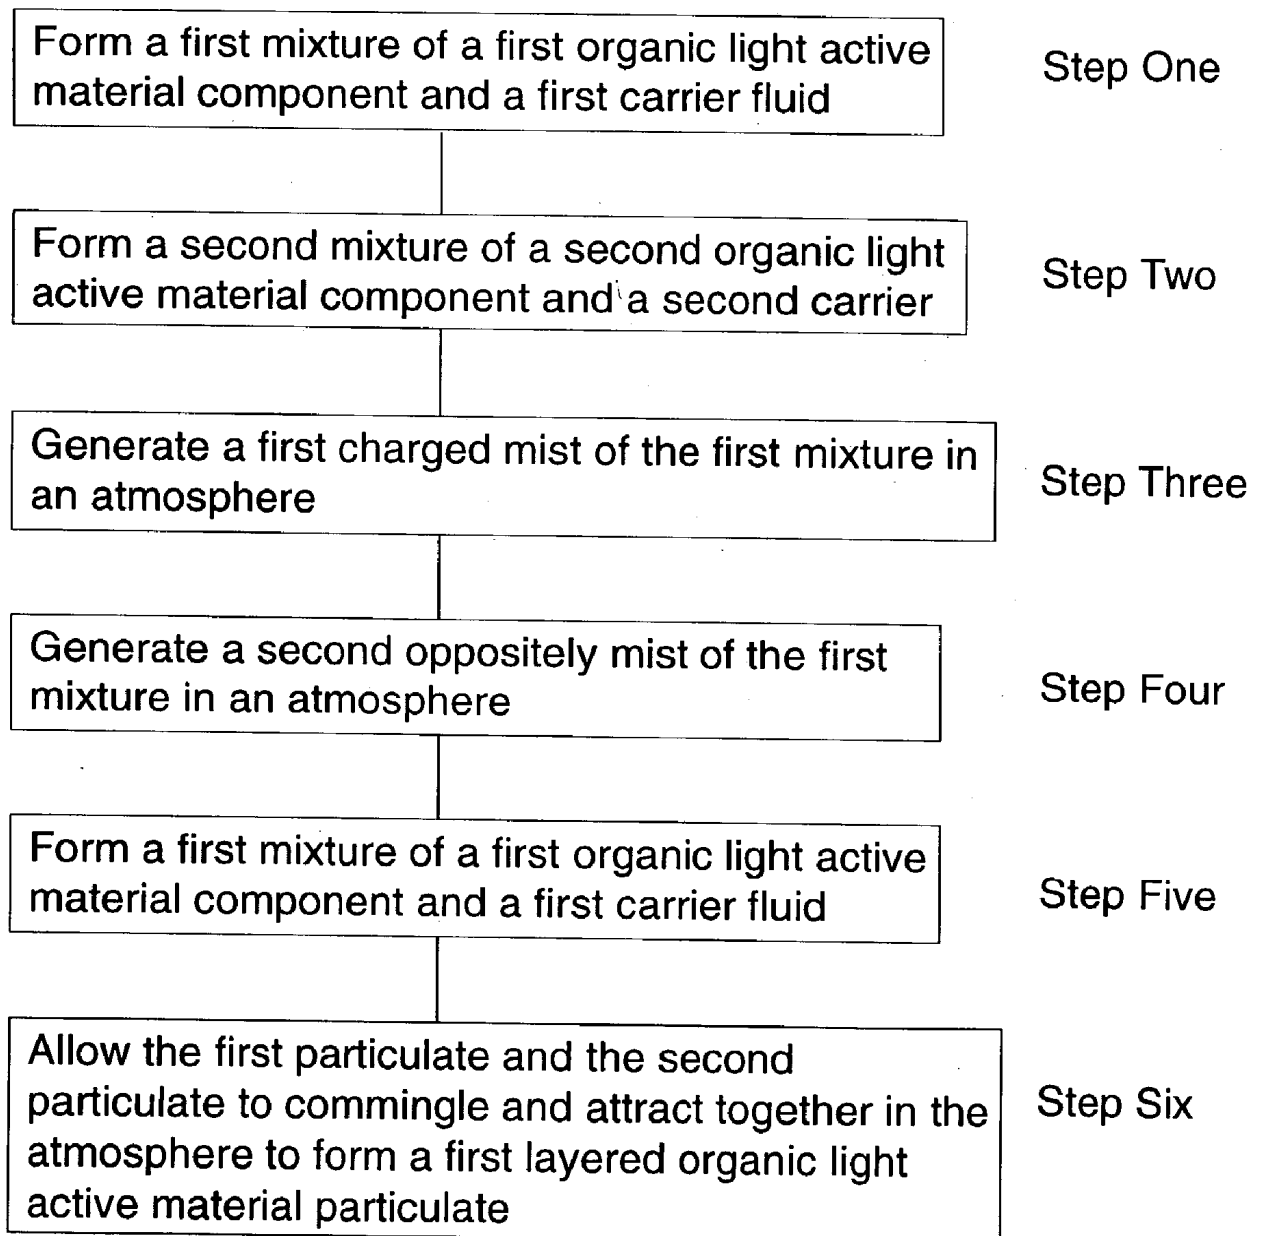 Form a first mixture of a first organic light active
material component and a first carrier fluid
Step One
Form a second mixture of a second organic light
active material component and a second carrier
Step Two
Generate a first charged mist of the first mixture in
an atmosphere
Step Three
Generate a second oppositely mist of the first
mixture in an atmosphere
Step Four
Form a first mixture of a first organic light active
material component and a first carrier fluid
Step Five
Allow the first particulate and the second
particulate to commingle and attract together in the
atmosphere to form a first layered organic light
active material particulate
Step Six